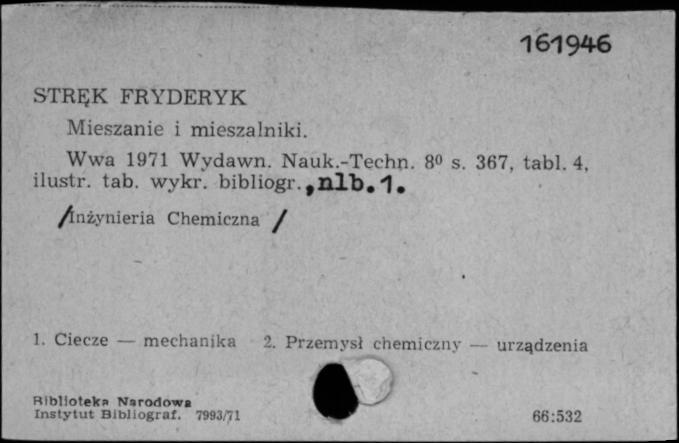 161946
STRĘK FRYDERYK
Mieszanie i mieszalniki.
Wwa 1971 Wydawn. Nauk.-Techn. 8⁰ s. 367, tabl. 4,
ilustr. tab. wykr. bibliogr., nlb. 1.
/Inżynieria Chemiczna /
1. Ciecze — mechanika 2. Przemysł chemiczny — urządzenia
Biblioteka Narodowa
Instytut Bibliograf. 7993/71 66:532